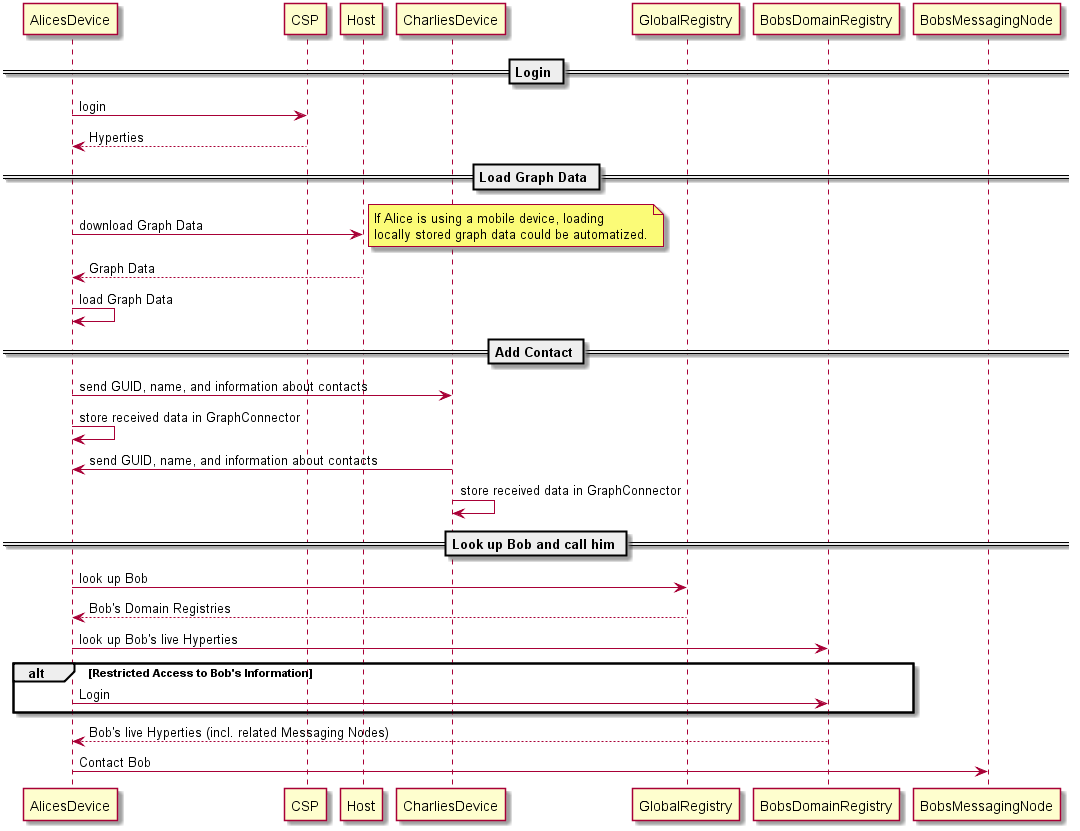 AlicesDevice
CSP
Host
CharliesDevice
GlobalRegistry
BobsDomainRegistry
BobsMessagingNode
Login
login
Hyperties
Load Graph Data
download Graph Data
If Alice is using a mobile device, loading
locally stored graph data could be automatized.
Graph Data
load Graph Data
Add Contact
send GUID, name, and information about contacts
store received data in GraphConnector
send GUID, name, and information about contacts
store received data in GraphConnector
Look up Bob and call him
look up Bob
Bob's Domain Registries
look up Bob's live Hyperties
alt
[Restricted Access to Bob's Information]
Login
Bob's live Hyperties (incl. related Messaging Nodes)
Contact Bob
AlicesDevice
CSP
Host
CharliesDevice
GlobalRegistry
BobsDomainRegistry
BobsMessagingNode